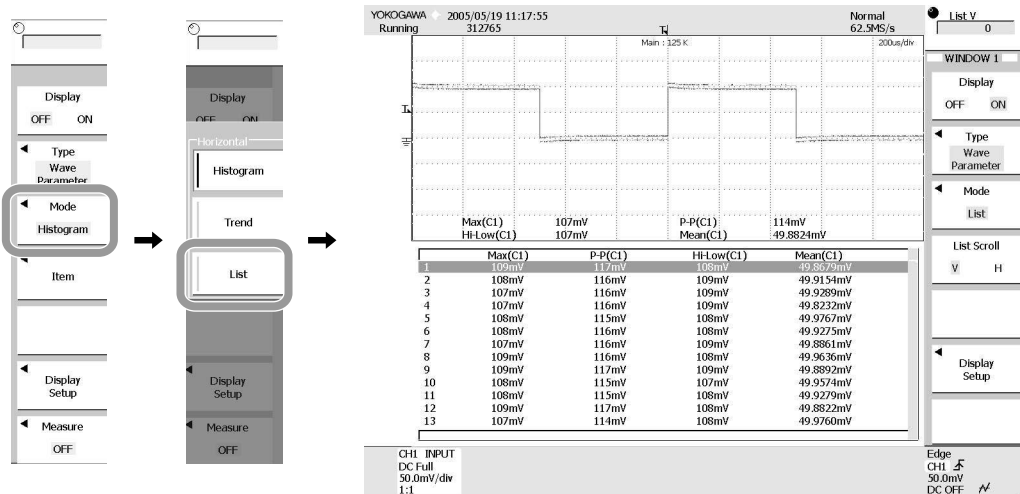 Display
OFF ON
Type
Wave
Parameter
Mode
Histogram
Item
Display
Setup
Measure
OFF
Display
OFF ON
Horizontal
Histogram
Trend
List
Display
Setup
Measure
OFF
YOKOGAWA 2005/05/19 11:17:55 Normal
Running 312765 62.5MS/s
Main : 125 K 200us/div
Max(C1) 107mV P-P(C1) 114mV
Hi-Low(C1) 107mV Mean(C1) 49.8824mV
Max(C1) P-P(C1) Hi-Low(C1) Mean(C1)
1 109mV 117mV 108mV 49.8679mV
2 108mV 116mV 109mV 49.9154mV
3 107mV 116mV 109mV 49.9289mV
4 107mV 116mV 109mV 49.8232mV
5 108mV 115mV 108mV 49.9767mV
6 108mV 116mV 108mV 49.9275mV
7 107mV 116mV 109mV 49.8861mV
8 109mV 116mV 109mV 49.9636mV
9 109mV 117mV 109mV 49.8892mV
10 108mV 115mV 107mV 49.9574mV
11 108mV 115mV 108mV 49.9279mV
12 109mV 117mV 108mV 49.8822mV
13 107mV 114mV 108mV 49.9760mV
CH1 INPUT
DC Full
50.0mV/div
1:1
List V
0
WINDOW 1
Display
OFF ON
Type
Wave
Parameter
Mode
List
List Scroll
V H
Display
Setup
Edge
CH1
50.0mV
DC OFF